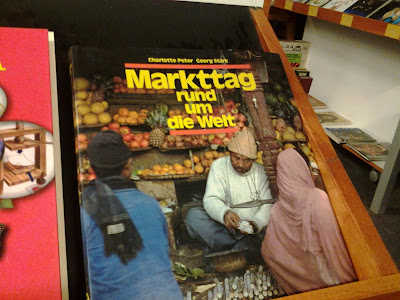 Charlotte Peter Georg Stärk
Markttag
rund
um
die Welt